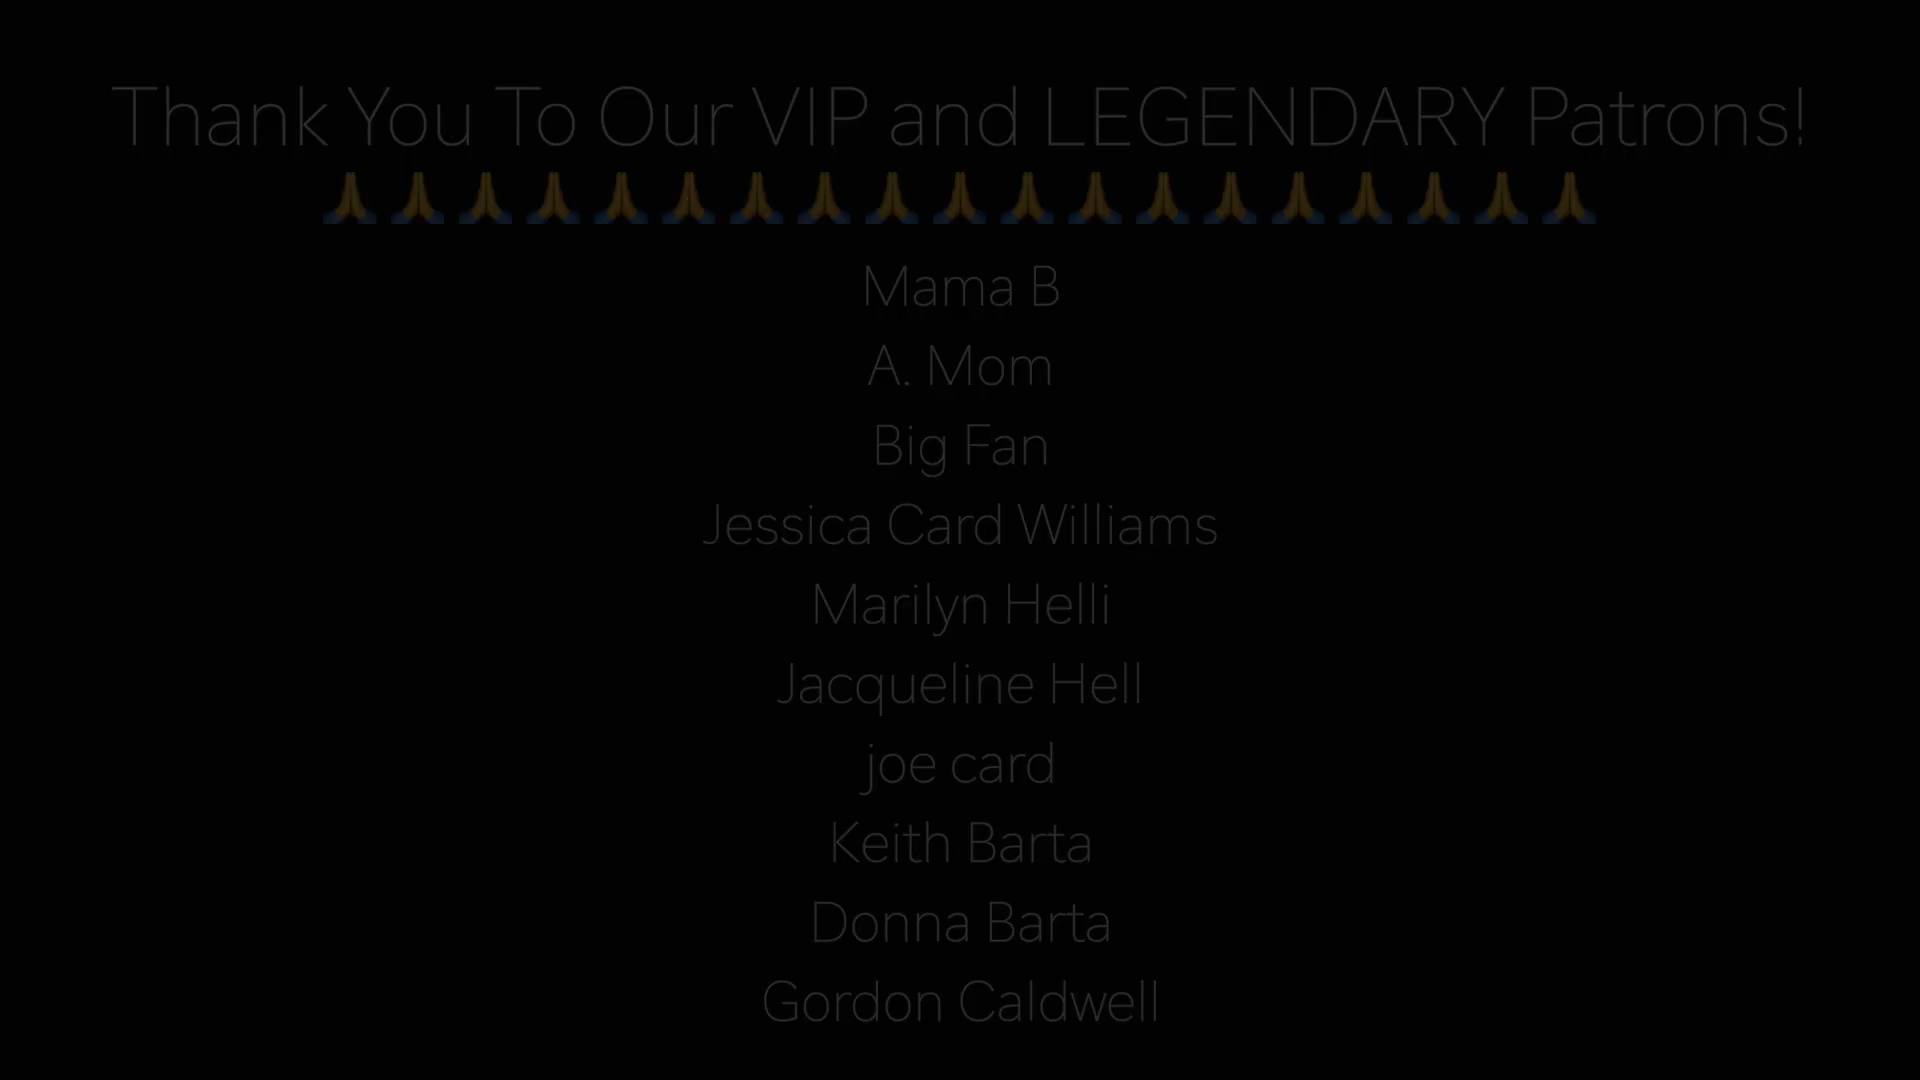 Thank You To Our VIP and LEGENDARY Patrons!
🙏🙏🙏🙏🙏🙏🙏🙏🙏🙏🙏🙏🙏🙏🙏🙏🙏🙏🙏
Mama B
A. Mom
Big Fan
Jessica Card Williams
Marilyn Helli
Jacqueline Hell
joe card
Keith Barta
Donna Barta
Gordon Caldwell